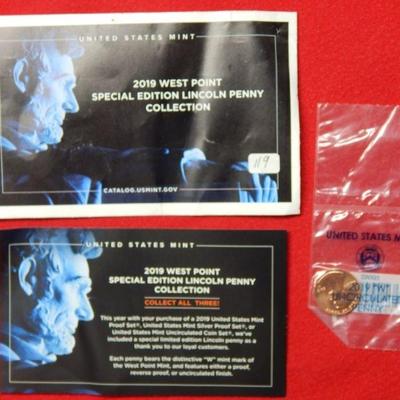 UNITED STATES MINT
2019 WEST POINT
SPECIAL EDITION LINCOLN PENNY
COLLECTION
119
CATALOG.USMINT.GOV
UNITED STATES MINT
2019 WEST POINT
SPECIAL EDITION LINCOLN PENNY
COLLECTION
COLLECT ALL THREE!
This year with your purchase of a 2019 United States Mint
Proof Set®, United States Mint Silver Proof Set®, or
United States Mint Uncirculated Coin Set®, we've
included a special limited edition Lincoln penny as a
thank you to our loyal customers.
Each penny bears the distinctive "W" mint mark of
the West Point Mint, and features either a proof,
reverse proof, or uncirculated finish.
UNITED STATES M
2019 "W"
UNCIRCULATED
PENNY